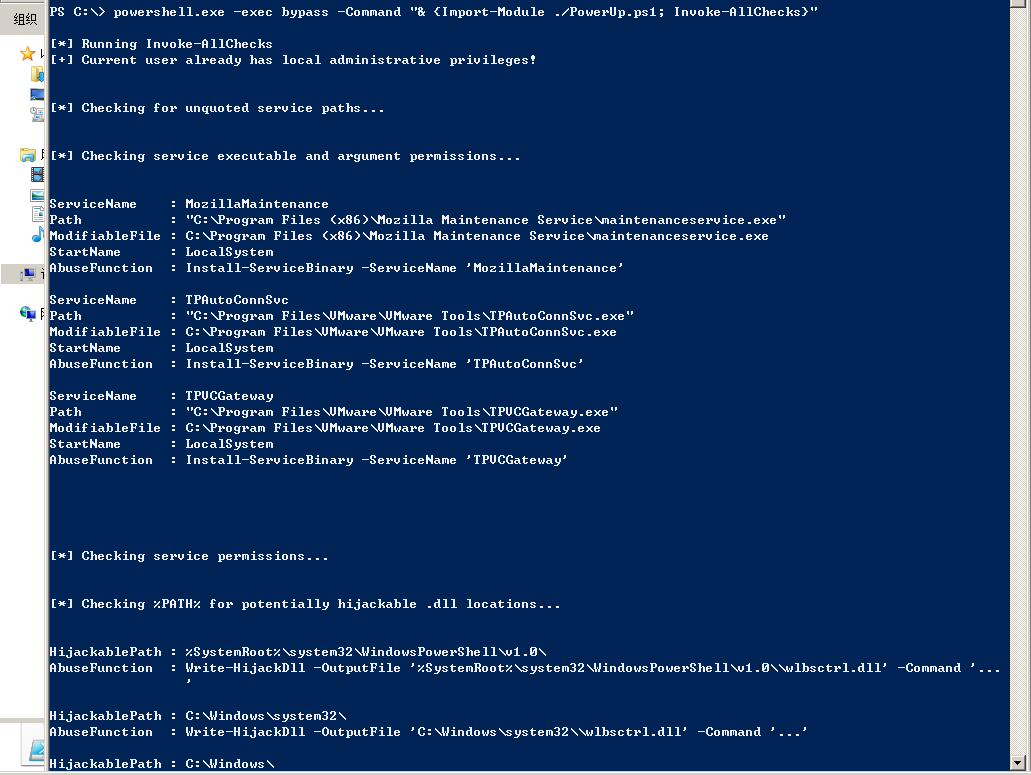 组织
PS C:\> powershell.exe -exec bypass -Command "& {Import-Module ./PowerUp.ps1; Invoke-AllChecks}"
[*] Running Invoke-AllChecks
[+] Current user already has local administrative privileges!
[*] Checking for unquoted service paths...
[*] Checking service executable and argument permissions...
ServiceName : MozillaMaintenance
Path : "C:\Program Files (x86)\Mozilla Maintenance Service\maintenanceservice.exe"
ModifiableFile : C:\Program Files (x86)\Mozilla Maintenance Service\maintenanceservice.exe
StartName : LocalSystem
AbuseFunction : Install-ServiceBinary -ServiceName 'MozillaMaintenance'
ServiceName : TPAutoConnSvc
Path : "C:\Program Files\VMware\VMware Tools\TPAutoConnSvc.exe"
ModifiableFile : C:\Program Files\VMware\VMware Tools\TPAutoConnSvc.exe
StartName : LocalSystem
AbuseFunction : Install-ServiceBinary -ServiceName 'TPAutoConnSvc'
ServiceName : TPVCGateway
Path : "C:\Program Files\VMware\VMware Tools\TPVCGateway.exe"
ModifiableFile : C:\Program Files\VMware\VMware Tools\TPVCGateway.exe
StartName : LocalSystem
AbuseFunction : Install-ServiceBinary -ServiceName 'TPVCGateway'
[*] Checking service permissions...
[*] Checking %PATH% for potentially hijackable .dll locations...
HijackablePath : %SystemRoot%\system32\WindowsPowerShell\v1.0\
AbuseFunction : Write-HijackDll -OutputFile '%SystemRoot%\system32\WindowsPowerShell\v1.0\\wlbsctrl.dll' -Command '...
'
HijackablePath : C:\Windows\system32\
AbuseFunction : Write-HijackDll -OutputFile 'C:\Windows\system32\\wlbsctrl.dll' -Command '...'
HijackablePath : C:\Windows\